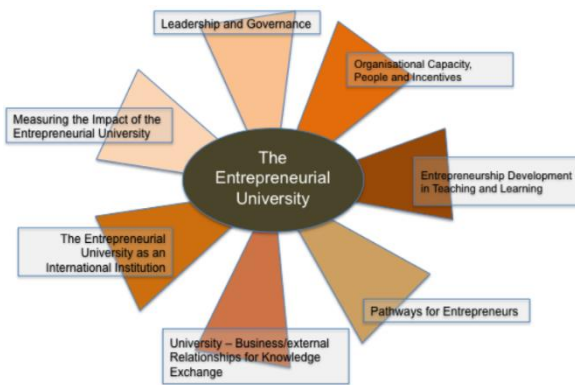 Leadership and Governance
Organisational Capacity,
People and Incentives
Measuring the Impact of the
Entrepreneurial University
The
Entrepreneurial
University
Entrepreneurship Development
in Teaching and Learning
The Entrepreneurial
University as an
International Institution
Pathways for Entrepreneurs
University – Business/external
Relationships for Knowledge
Exchange